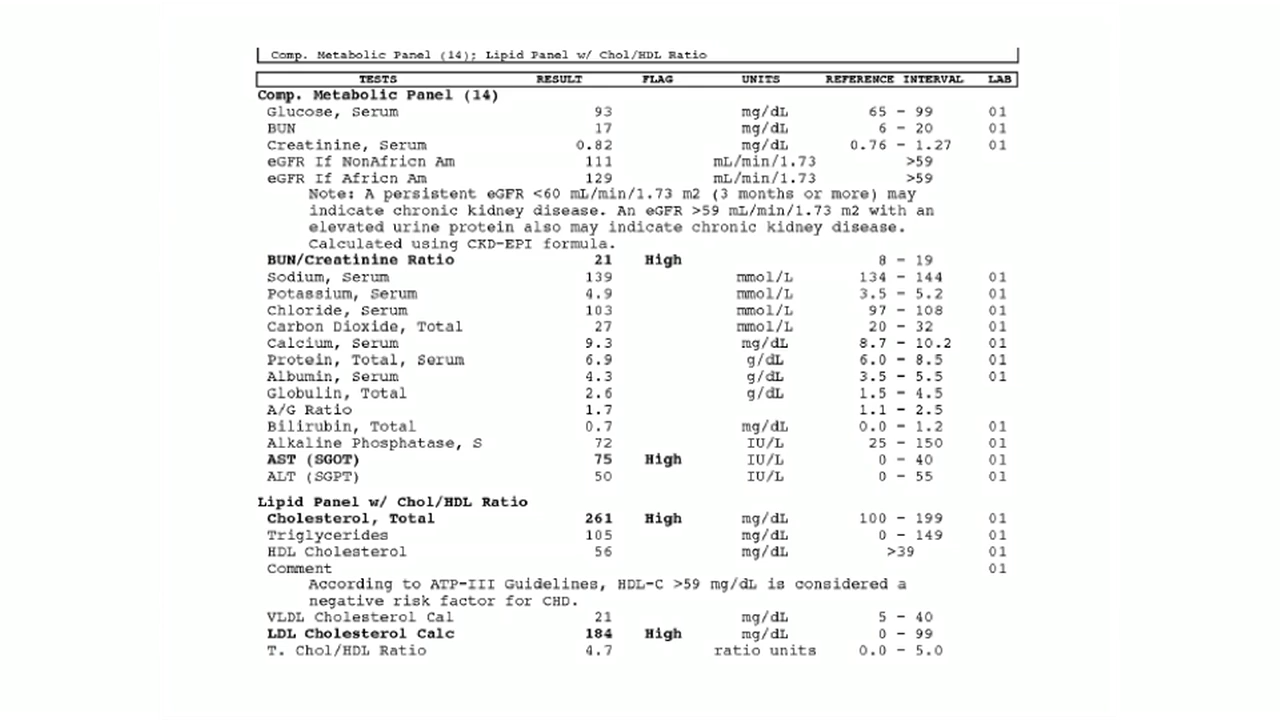 Comp. Metabolic Panel (14); Lipid Panel w/ Chol/HDL Ratio
TESTS RESULT FLAG UNITS REFERENCE INTERVAL LAB
Comp. Metabolic Panel (14)
Glucose, Serum 93 mg/dL 65 - 99 01
BUN 17 mg/dL 6 - 20 01
Creatinine, Serum 0.82 mg/dL 0.76 - 1.27 01
eGFR If NonAfricn Am 111 mL/min/1.73 >59
eGFR If Africn Am 129 mL/min/1.73 >59
Note: A persistent eGFR <60 mL/min/1.73 m2 (3 months or more) may
indicate chronic kidney disease. An eGFR >59 mL/min/1.73 m2 with an
elevated urine protein also may indicate chronic kidney disease.
Calculated using CKD-EPI formula.
BUN/Creatinine Ratio 21 High 8 - 19
Sodium, Serum 139 mmol/L 134 - 144 01
Potassium, Serum 4.9 mmol/L 3.5 - 5.2 01
Chloride, Serum 103 mmol/L 97 - 108 01
Carbon Dioxide, Total 27 mmol/L 20 - 32 01
Calcium, Serum 9.3 mg/dL 8.7 - 10.2 01
Protein, Total, Serum 6.9 g/dL 6.0 - 8.5 01
Albumin, Serum 4.3 g/dL 3.5 - 5.5 01
Globulin, Total 2.6 g/dL 1.5 - 4.5
A/G Ratio 1.7 1.1 - 2.5
Bilirubin, Total 0.7 mg/dL 0.0 - 1.2 01
Alkaline Phosphatase, S 72 IU/L 25 - 150 01
AST (SGOT) 75 High IU/L 0 - 40 01
ALT (SGPT) 50 IU/L 0 - 55 01
Lipid Panel w/ Chol/HDL Ratio
Cholesterol, Total 261 High mg/dL 100 - 199 01
Triglycerides 105 mg/dL 0 - 149 01
HDL Cholesterol 56 mg/dL >39 01
Comment 01
According to ATP-III Guidelines, HDL-C >59 mg/dL is considered a
negative risk factor for CHD.
VLDL Cholesterol Cal 21 mg/dL 5 - 40
LDL Cholesterol Calc 184 High mg/dL 0 - 99
T. Chol/HDL Ratio 4.7 ratio units 0.0 - 5.0